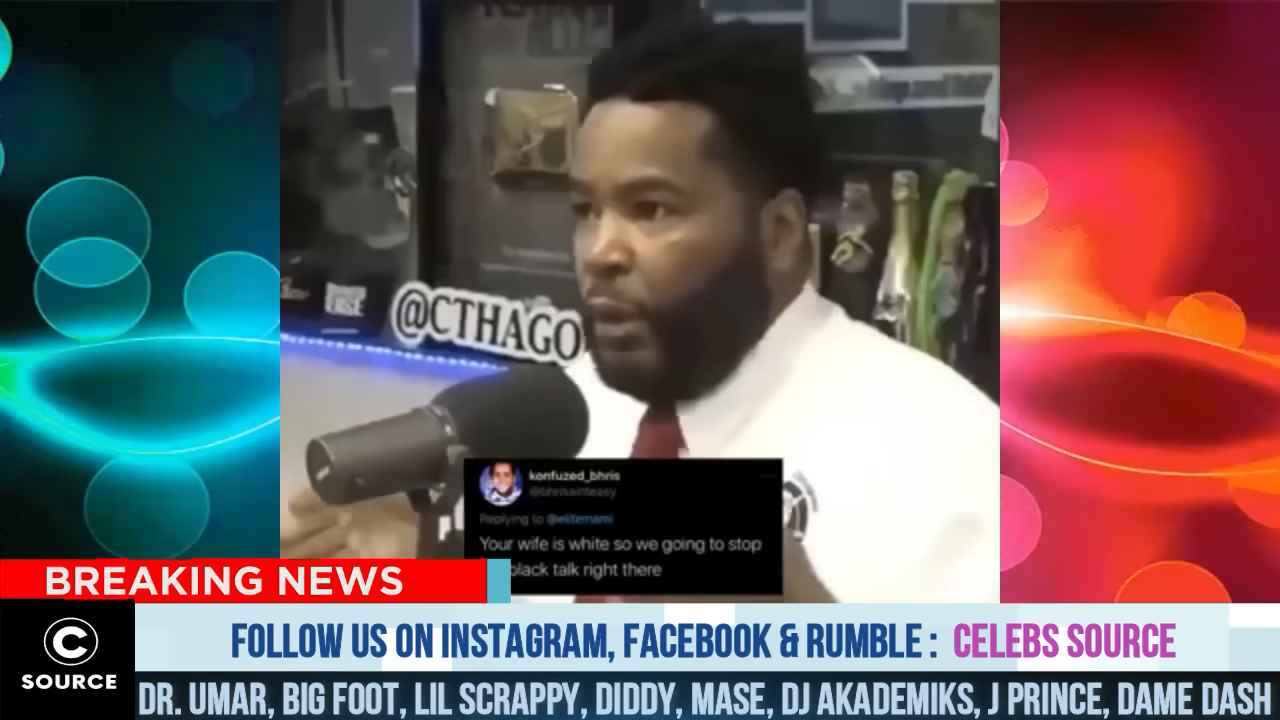 @CTHAGO
konfuzed_bhris
@bhrisainteasy
Replying to @elitemami
Your wife is white so we going to stop
black talk right there
BREAKING NEWS
C
SOURCE
FOLLOW US ON INSTAGRAM, FACEBOOK & RUMBLE : CELEBS SOURCE
DR. UMAR, BIG FOOT, LIL SCRAPPY, DIDDY, MASE, DJ AKADEMIKS, J PRINCE, DAME DASH